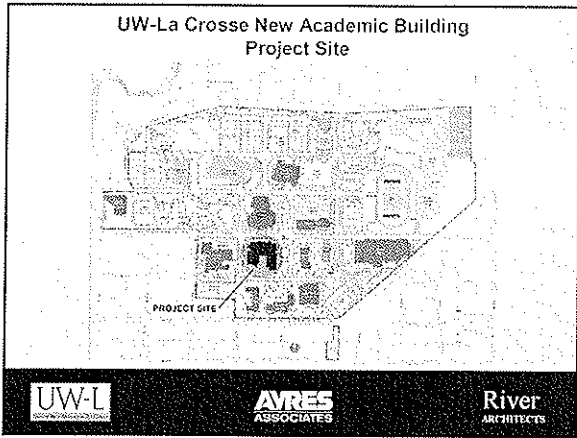 UW-La Crosse New Academic Building
Project Site
PROJECT SITE
UW-L
AYRES
ASSOCIATES
River
ARCHITECTS